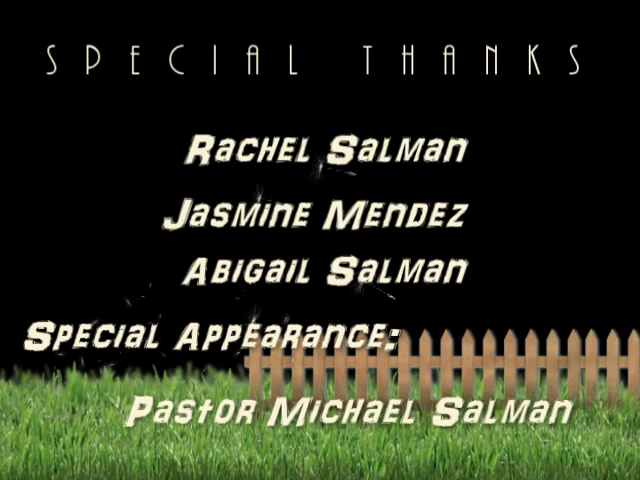 SPECIAL THANKS
Rachel Salman
Jasmine Mendez
Abigail Salman
Special Appearance:
Pastor Michael Salman